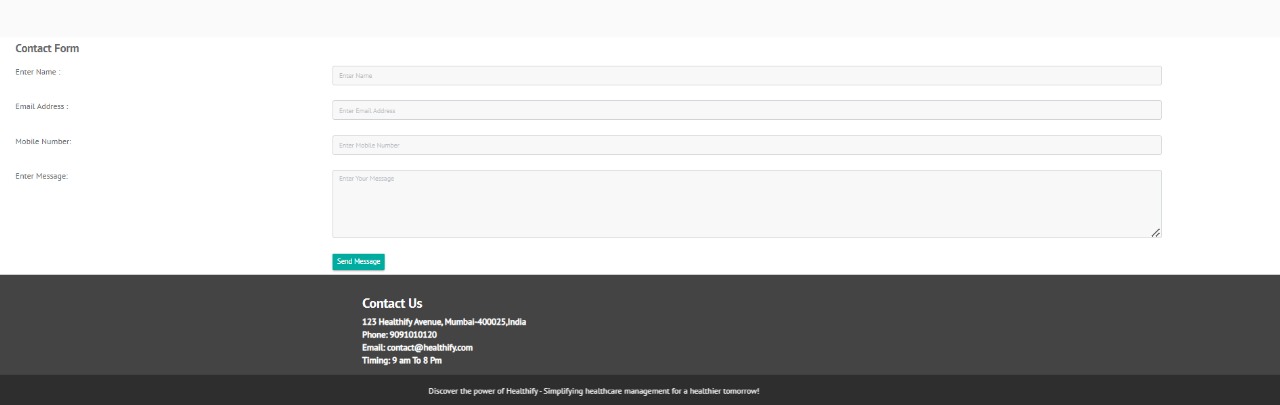 Contact Form
Enter Name :
Enter Name
Email Address :
Enter Email Address
Mobile Number:
Enter Mobile Number
Enter Message:
Enter Your Message
Send Message
Contact Us
123 Healthify Avenue, Mumbai-400025,India
Phone: 9091010120
Email: contact@healthify.com
Timing: 9 am To 8 Pm
Discover the power of Healthify - Simplifying healthcare management for a healthier tomorrow!